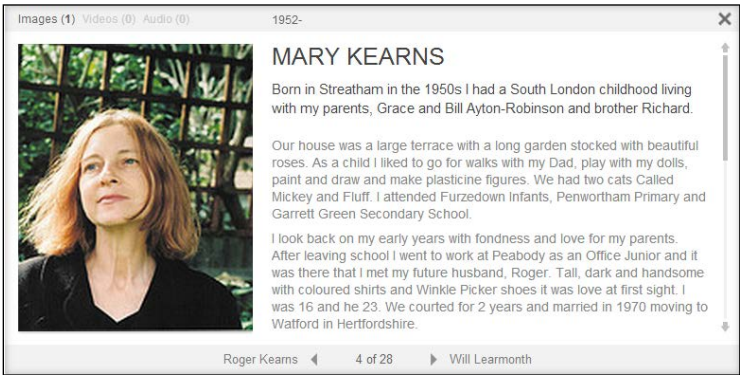 Images (1) Videos (0) Audio (0) 1952-
MARY KEARNS
Born in Streatham in the 1950s I had a South London childhood living
with my parents, Grace and Bill Ayton-Robinson and brother Richard.
Our house was a large terrace with a long garden stocked with beautiful
roses. As a child I liked to go for walks with my Dad, play with my dolls,
paint and draw and make plasticine figures. We had two cats Called
Mickey and Fluff. I attended Furzedown Infants, Penwortham Primary and
Garrett Green Secondary School.
I look back on my early years with fondness and love for my parents.
After leaving school I went to work at Peabody as an Office Junior and it
was there that I met my future husband, Roger. Tall, dark and handsome
with coloured shirts and Winkle Picker shoes it was love at first sight. I
was 16 and he 23. We courted for 2 years and married in 1970 moving to
Watford in Hertfordshire.
Roger Kearns 4 of 28 Will Learmonth